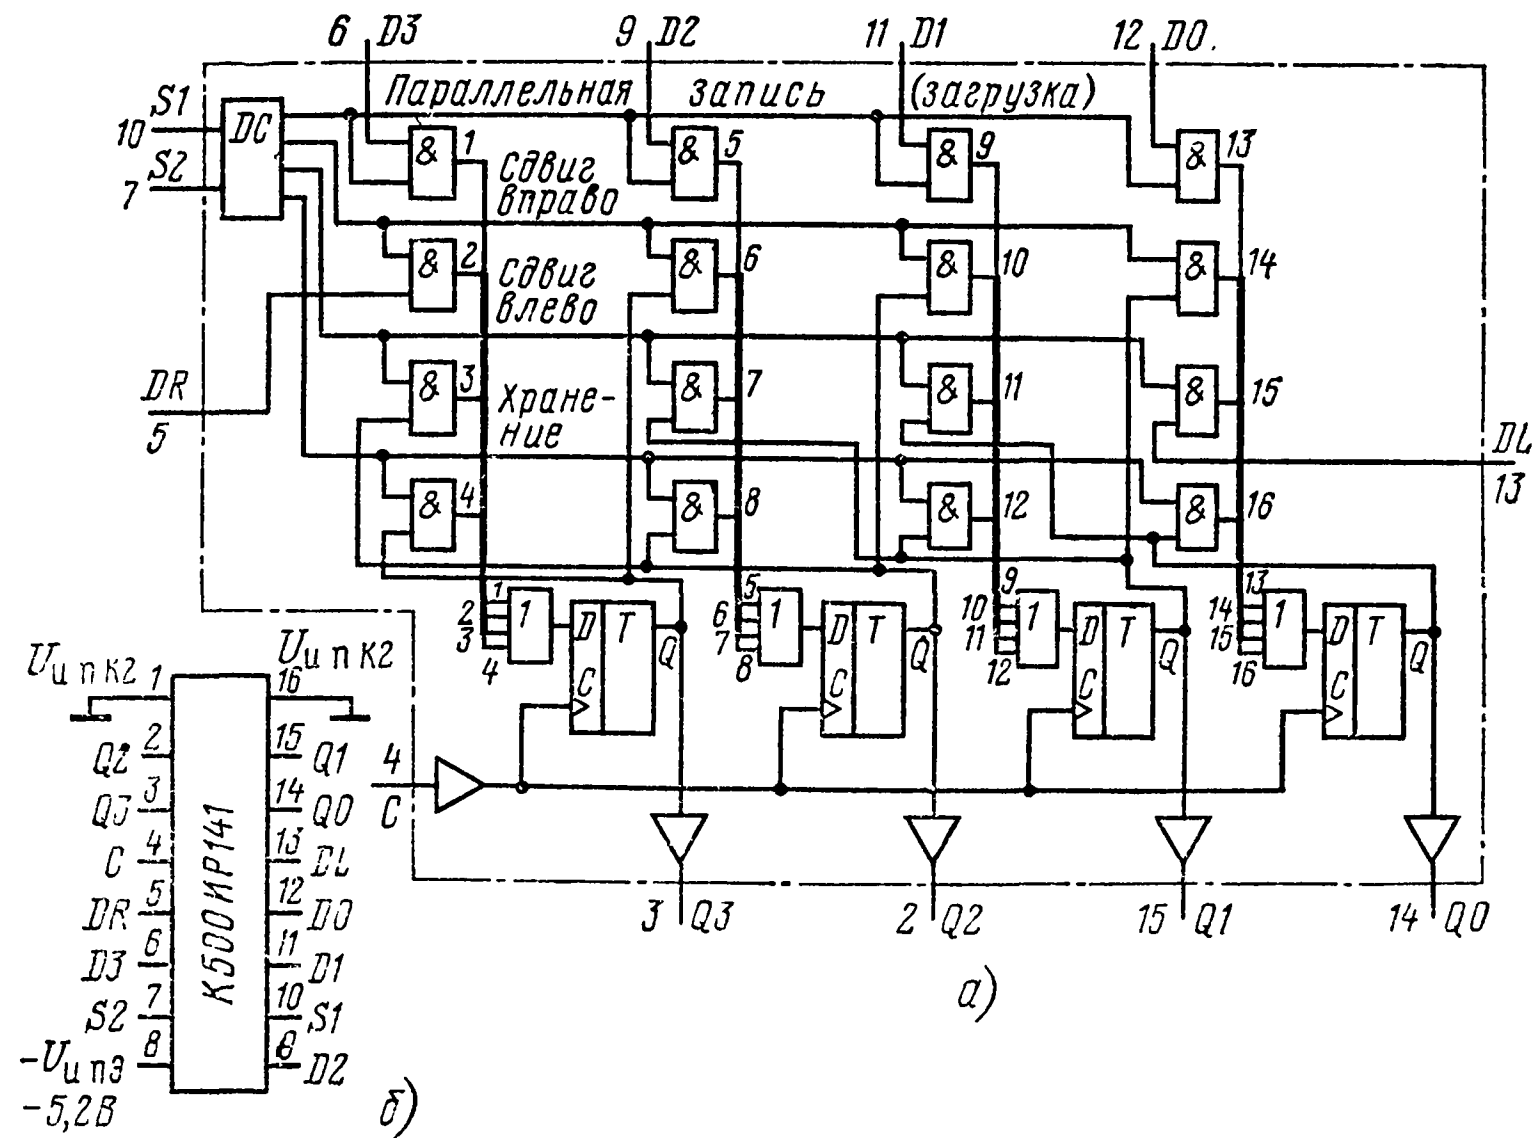 6 D3 9 D2 11 D1 12 D0.
Параллельная запись (загрузка)
S1
10
DC
S2
7
& 1 & 5 & 9 & 13
Сдвиг
вправо
& 2 & 6 & 10 & 14
Сдвиг
влево
DR
5
& 3 & 7 & 11 & 15
Хране-
ние
DL
13
& 4 & 8 & 12 & 16
1 2 3 4 1 D T C Q
5 6 7 8 1 D T C Q
9 10 11 12 1 D T C Q
13 14 15 16 1 D T C Q
4
C
3 Q3 2 Q2 15 Q1 14 Q0
а)
Uи п к2 Uи п к2
1 16
Q2 2 15 Q1
Q3 3 14 Q0
C 4 13 DL
DR 5 12 D0
D3 6 11 D1
S2 7 10 S1
-Uи п э 8 9 D2
-5,2В
К500ИР141
б)